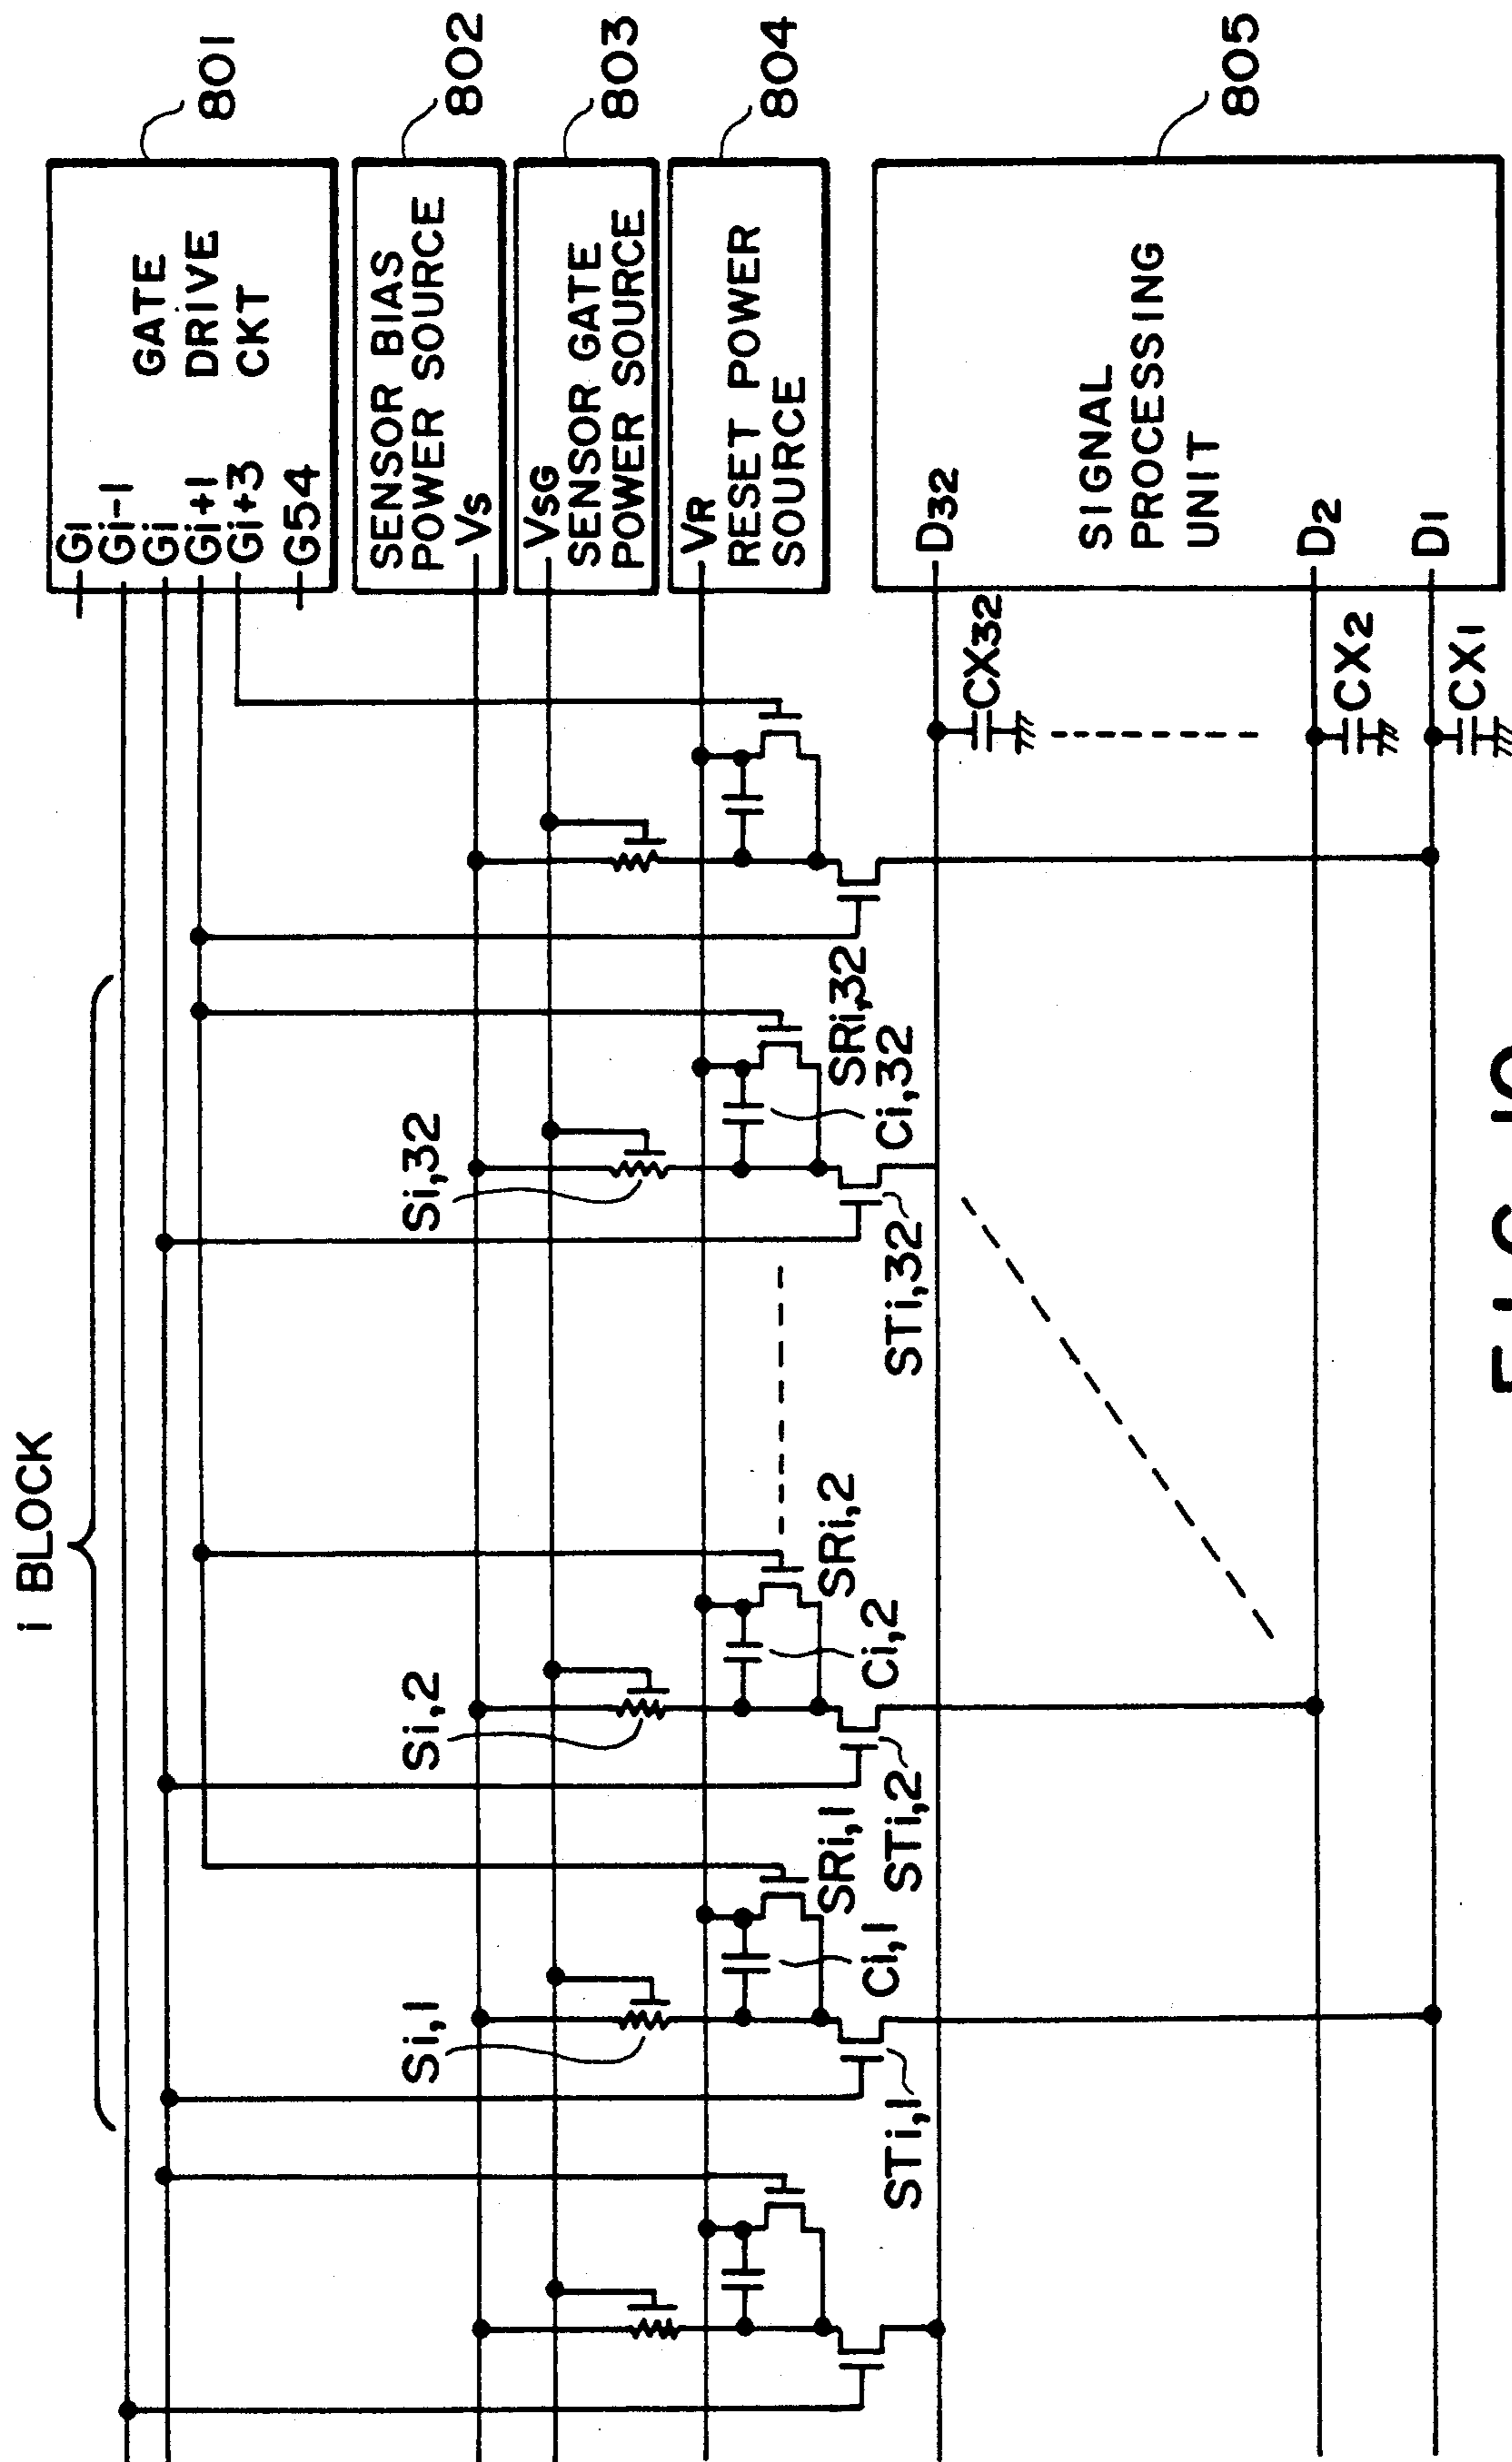 i BLOCK
GI
Gi-I
Gi
Gi+I
Gi+3
G54
GATE
DRIVE
CKT
801
SENSOR BIAS
POWER SOURCE
VS
802
VSG
SENSOR GATE
POWER SOURCE
803
VR
RESET POWER
SOURCE
804
D32
D2
D1
SIGNAL
PROCESSING
UNIT
805
CX32
CX2
CX1
Si,1
Si,2
Si,32
SRi,1
Ci,1
STi,1
SRi,2
Ci,2
STi,2
SRi,32
Ci,32
STi,32